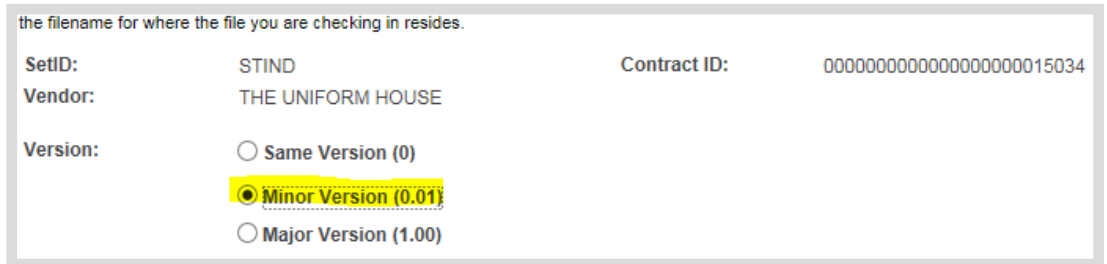 the filename for where the file you are checking in resides.
SetID: STIND Contract ID: 0000000000000000000015034
Vendor: THE UNIFORM HOUSE
Version: Same Version (0)
Minor Version (0.01)
Major Version (1.00)